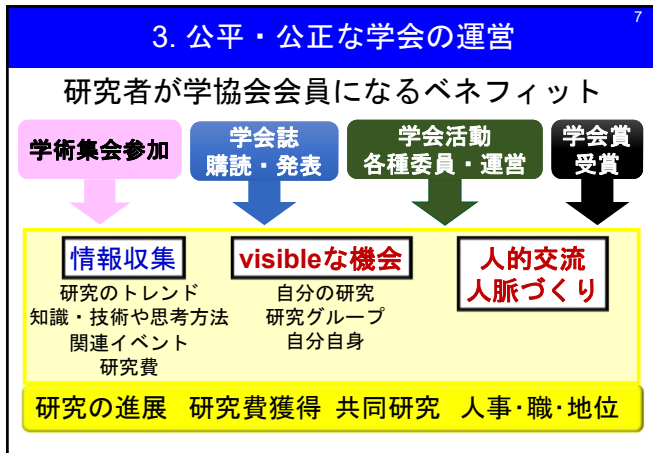 7
3. 公平・公正な学会の運営
研究者が学協会会員になるベネフィット
学術集会参加
学会誌
購読・発表
学会活動
各種委員・運営
学会賞
受賞
情報収集
研究のトレンド
知識・技術や思考方法
関連イベント
研究費
visibleな機会
自分の研究
研究グループ
自分自身
人的交流
人脈づくり
研究の進展 研究費獲得 共同研究 人事・職・地位